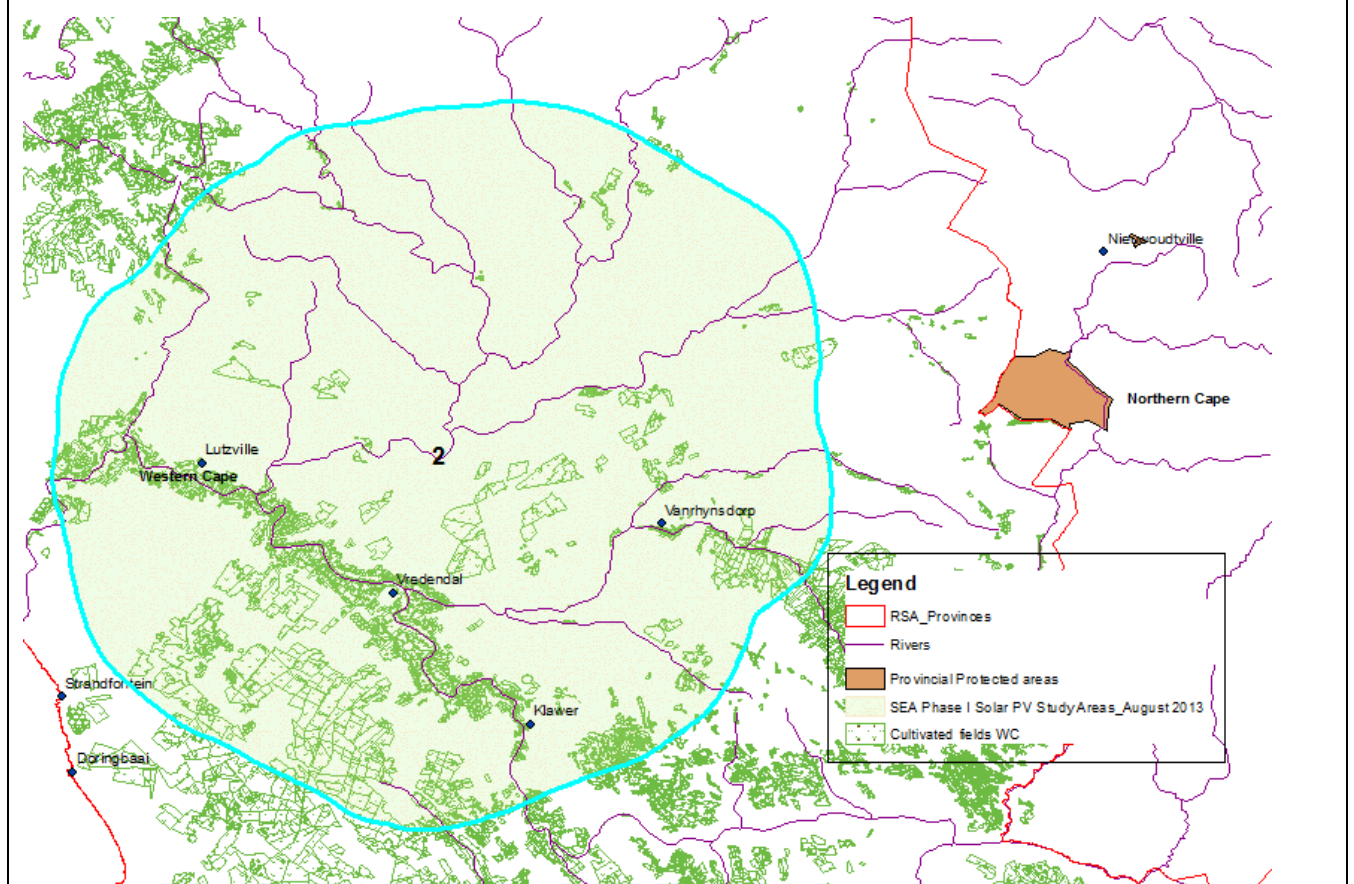 Nieuwoudtville
Northern Cape
Lutzville
2
Western Cape
Vanrhynsdorp
Vredendal
Strandfontein
Klawer
Doringbaai
Legend
RSA_Provinces
Rivers
Provincial Protected areas
SEA Phase I Solar PV Study Areas_August 2013
Cultivated fields WC